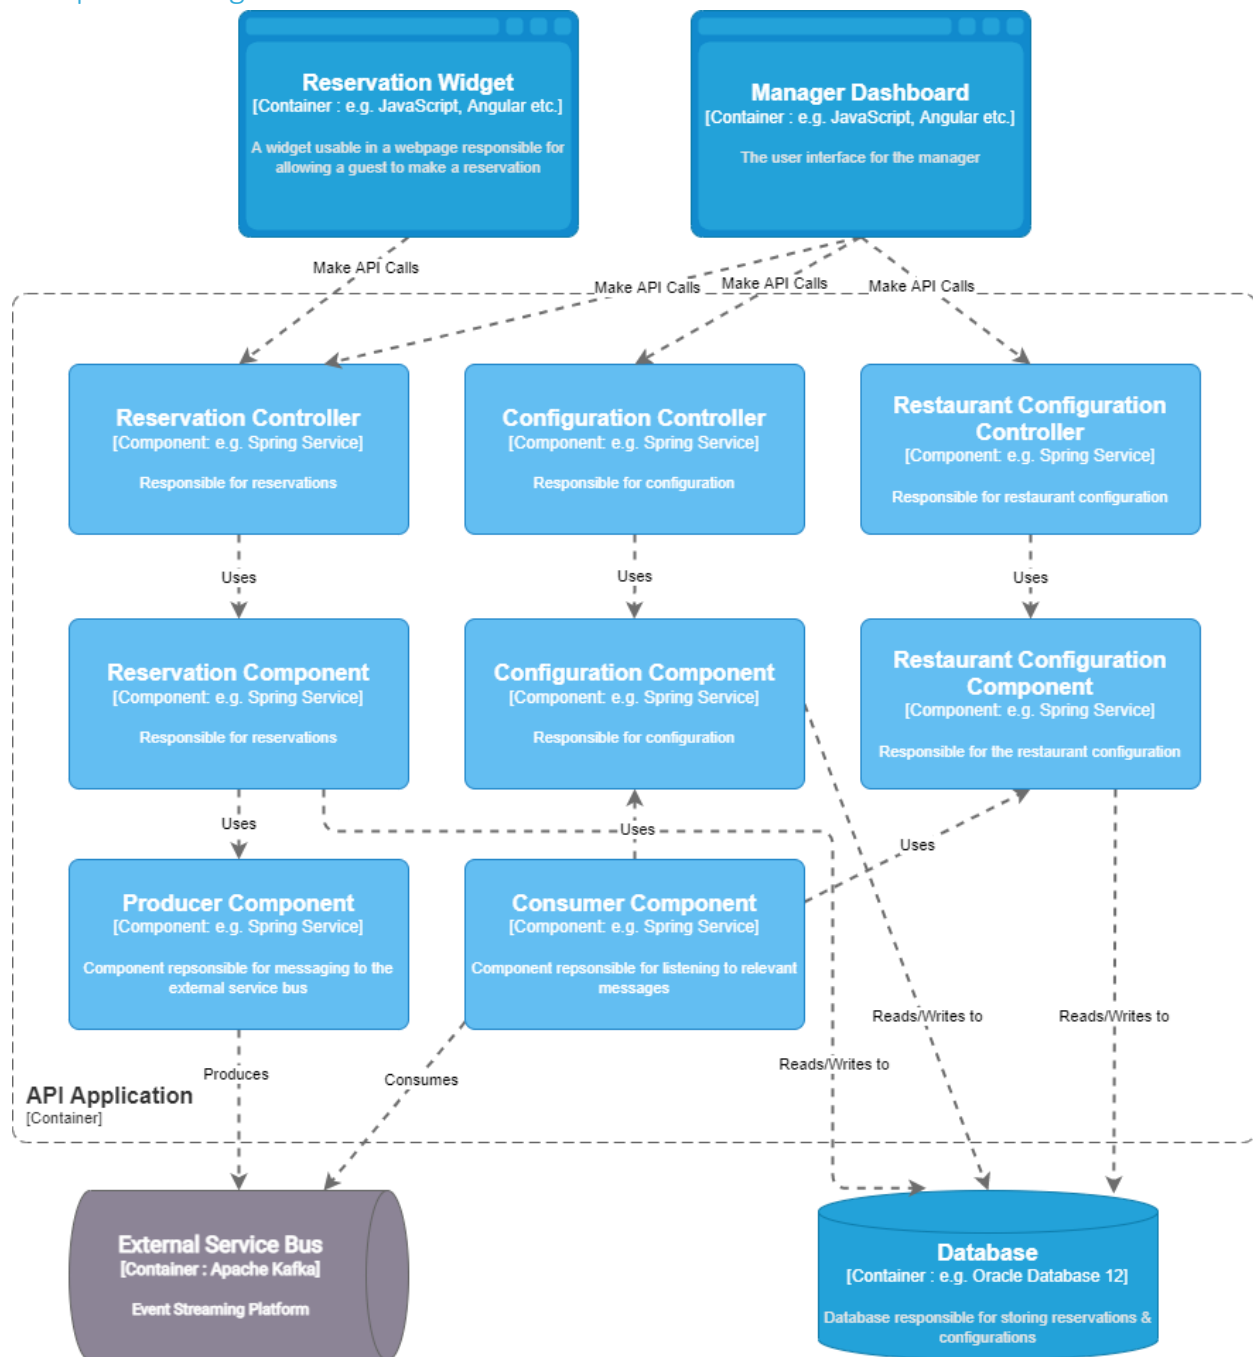 Reservation Widget
[Container : e.g. JavaScript, Angular etc.]
A widget usable in a webpage responsible for
allowing a guest to make a reservation
Manager Dashboard
[Container : e.g. JavaScript, Angular etc.]
The user interface for the manager
Make API Calls
Make API Calls
Make API Calls
Make API Calls
Reservation Controller
[Component: e.g. Spring Service]
Responsible for reservations
Configuration Controller
[Component: e.g. Spring Service]
Responsible for configuration
Restaurant Configuration
Controller
[Component: e.g. Spring Service]
Responsible for restaurant configuration
Uses
Uses
Uses
Reservation Component
[Component: e.g. Spring Service]
Responsible for reservations
Configuration Component
[Component: e.g. Spring Service]
Responsible for configuration
Restaurant Configuration
Component
[Component: e.g. Spring Service]
Responsible for the restaurant configuration
Uses
Uses
Uses
Producer Component
[Component: e.g. Spring Service]
Component repsonsible for messaging to the
external service bus
Consumer Component
[Component: e.g. Spring Service]
Component repsonsible for listening to relevant
messages
Reads/Writes to
Reads/Writes to
Reads/Writes to
Produces
Consumes
API Application
[Container]
External Service Bus
[Container : Apache Kafka]
Event Streaming Platform
Database
[Container : e.g. Oracle Database 12]
Database responsible for storing reservations &
configurations